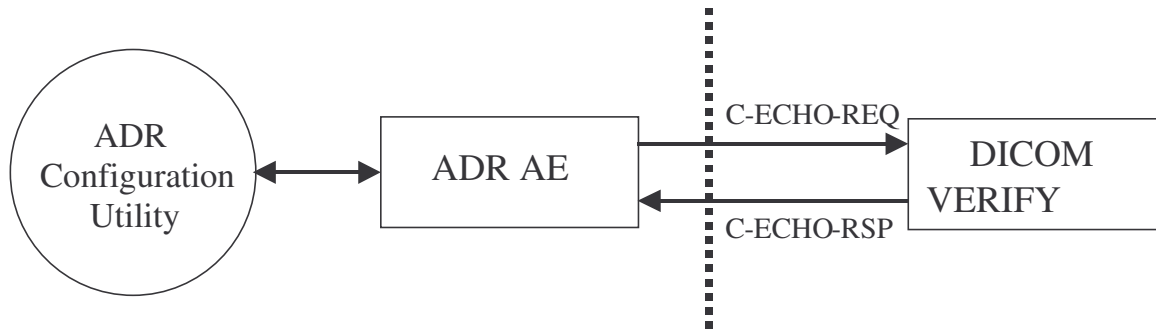 ADR
Configuration
Utility
ADR AE
C-ECHO-REQ
C-ECHO-RSP
DICOM
VERIFY